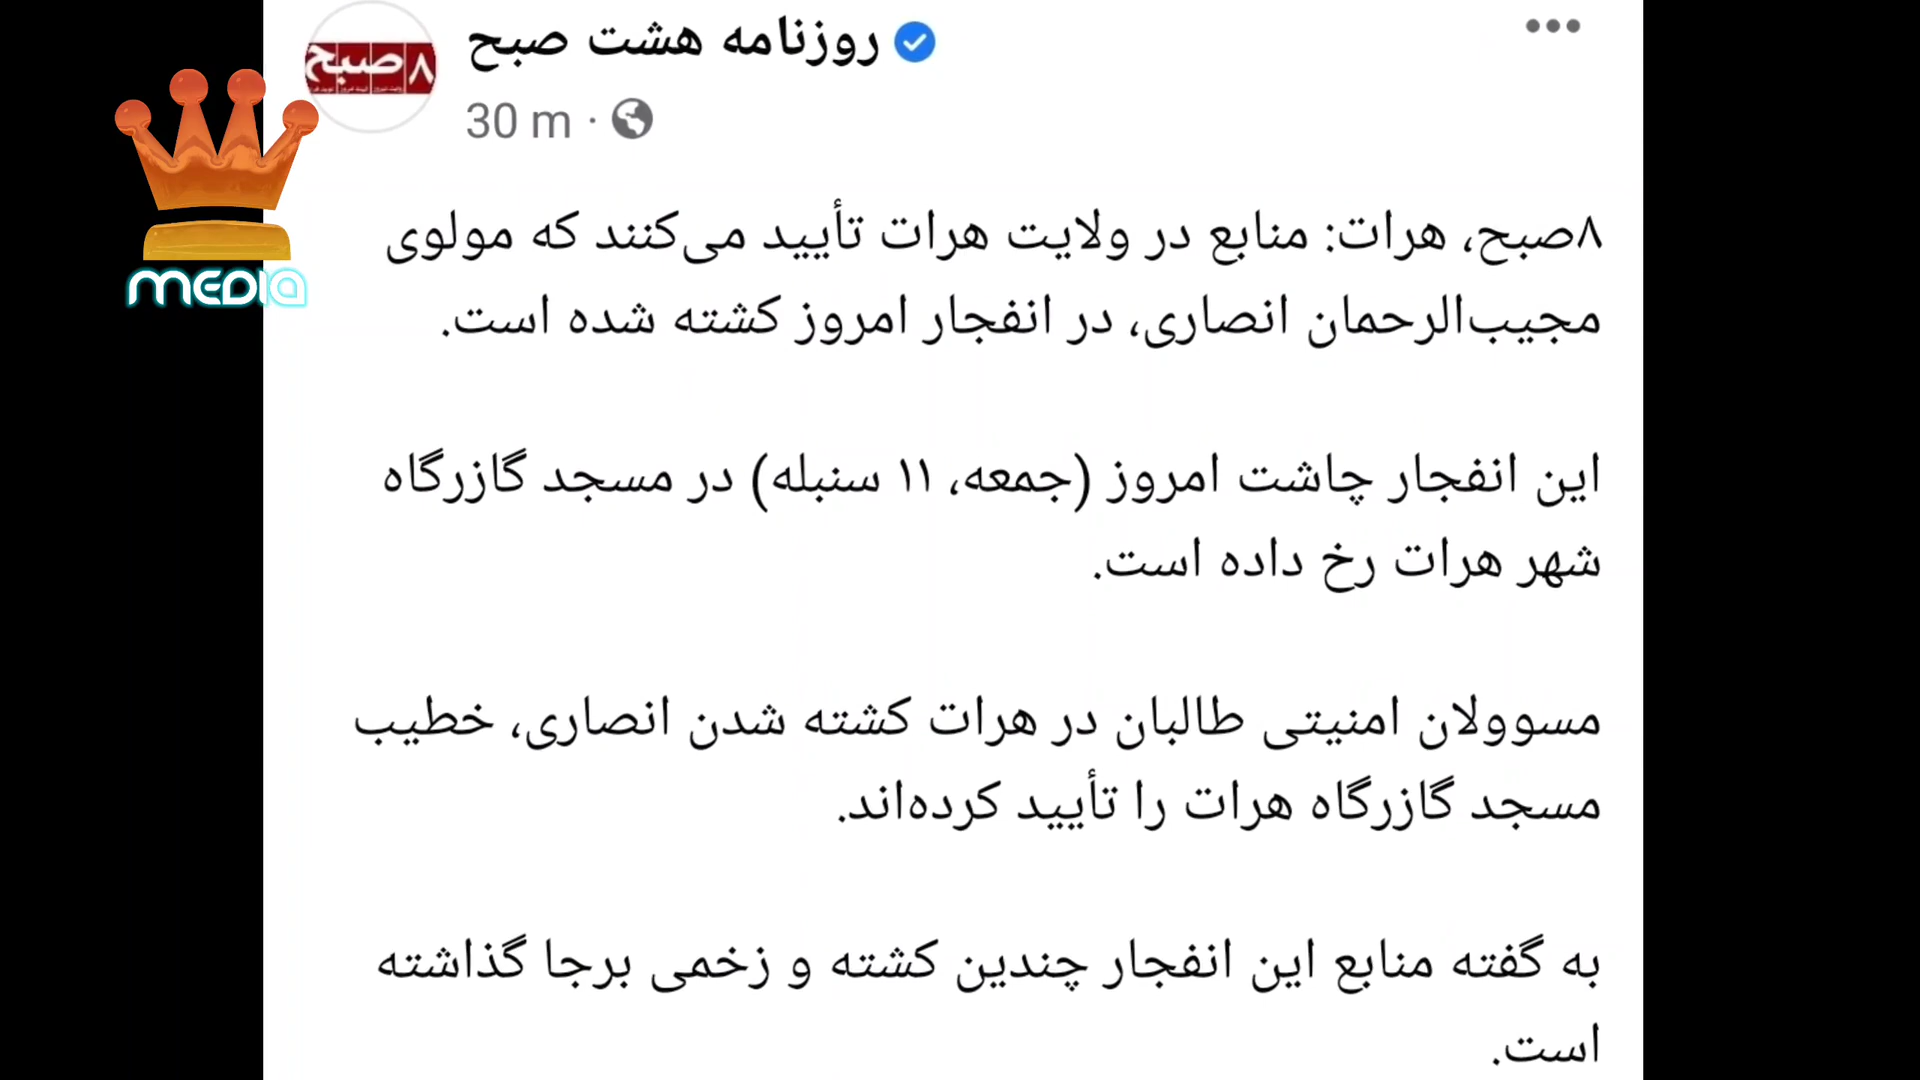 روزنامه هشت صبح
۸صبح
30 m ·
MEDIA
۸صبح، هرات: منابع در ولایت هرات تأیید می‌کنند که مولوی
مجیب‌الرحمان انصاری، در انفجار امروز کشته شده است.
این انفجار چاشت امروز (جمعه، ۱۱ سنبله) در مسجد گازرگاه
شهر هرات رخ داده است.
مسوولان امنیتی طالبان در هرات کشته شدن انصاری، خطیب
مسجد گازرگاه هرات را تأیید کرده‌اند.
به گفته منابع این انفجار چندین کشته و زخمی برجا گذاشته
است.